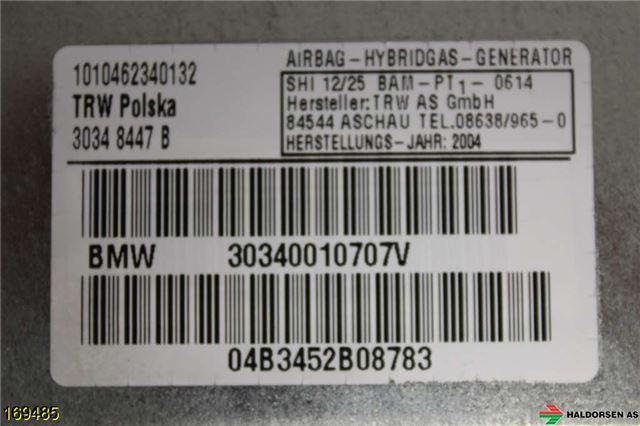 1010462340132
TRW Polska
3034 8447 B
AIRBAG-HYBRIDGAS-GENERATOR
SHI 12/25 BAM-PT1-0614
Hersteller:TRW AS GmbH
84544 ASCHAU TEL.08638/965-0
HERSTELLUNGS-JAHR: 2004
BMW 30340010707V
04B3452B08783
169485
HALDORSEN AS